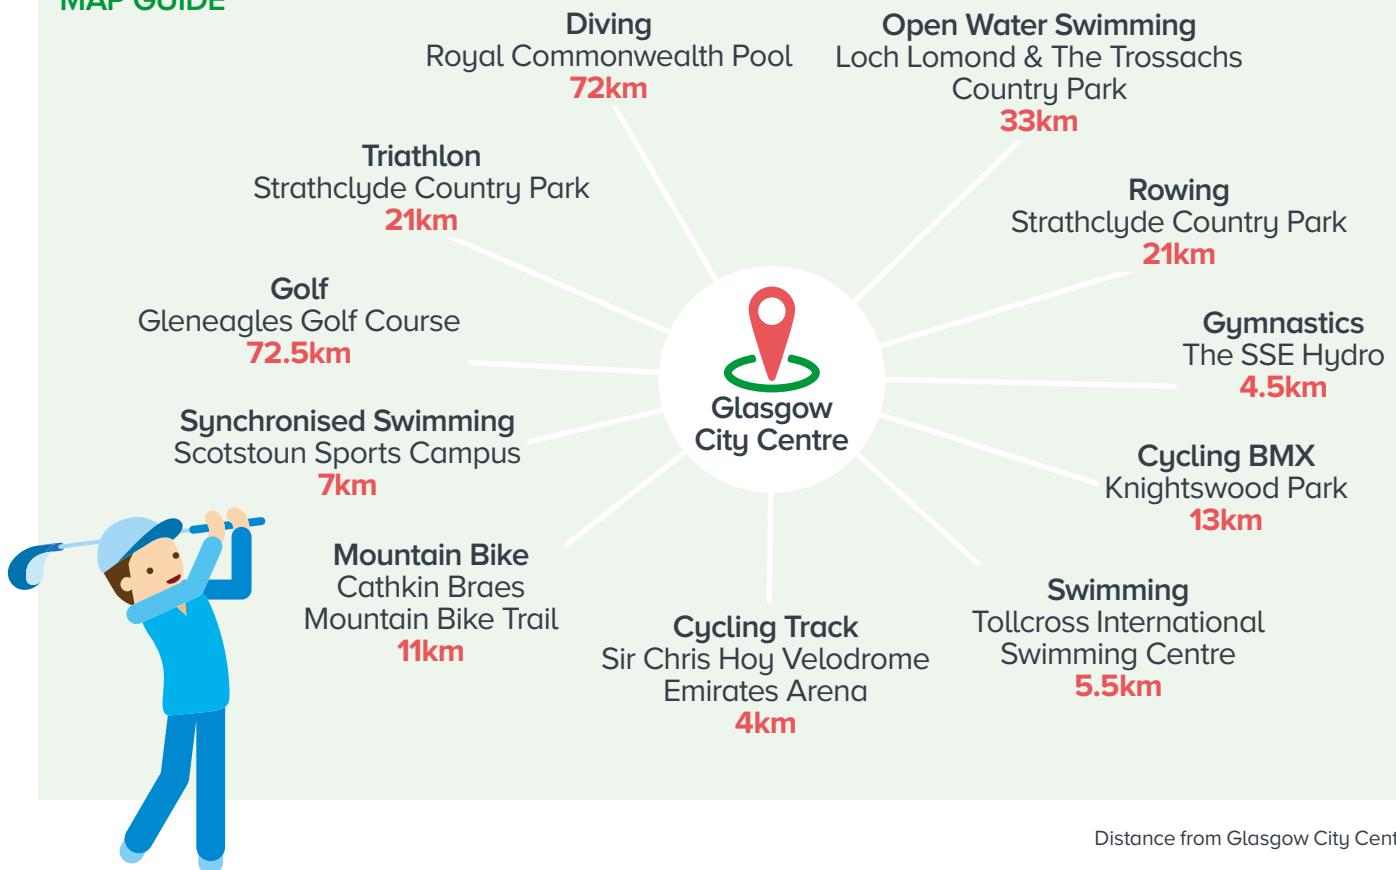 MAP GUIDE
Diving
Royal Commonwealth Pool
72km
Open Water Swimming
Loch Lomond & The Trossachs
Country Park
33km
Triathlon
Strathclyde Country Park
21km
Rowing
Strathclyde Country Park
21km
Golf
Gleneagles Golf Course
72.5km
Gymnastics
The SSE Hydro
4.5km
Glasgow
City Centre
Synchronised Swimming
Scotstoun Sports Campus
7km
Cycling BMX
Knightswood Park
13km
Mountain Bike
Cathkin Braes
Mountain Bike Trail
11km
Cycling Track
Sir Chris Hoy Velodrome
Emirates Arena
4km
Swimming
Tollcross International
Swimming Centre
5.5km
Distance from Glasgow City Cent